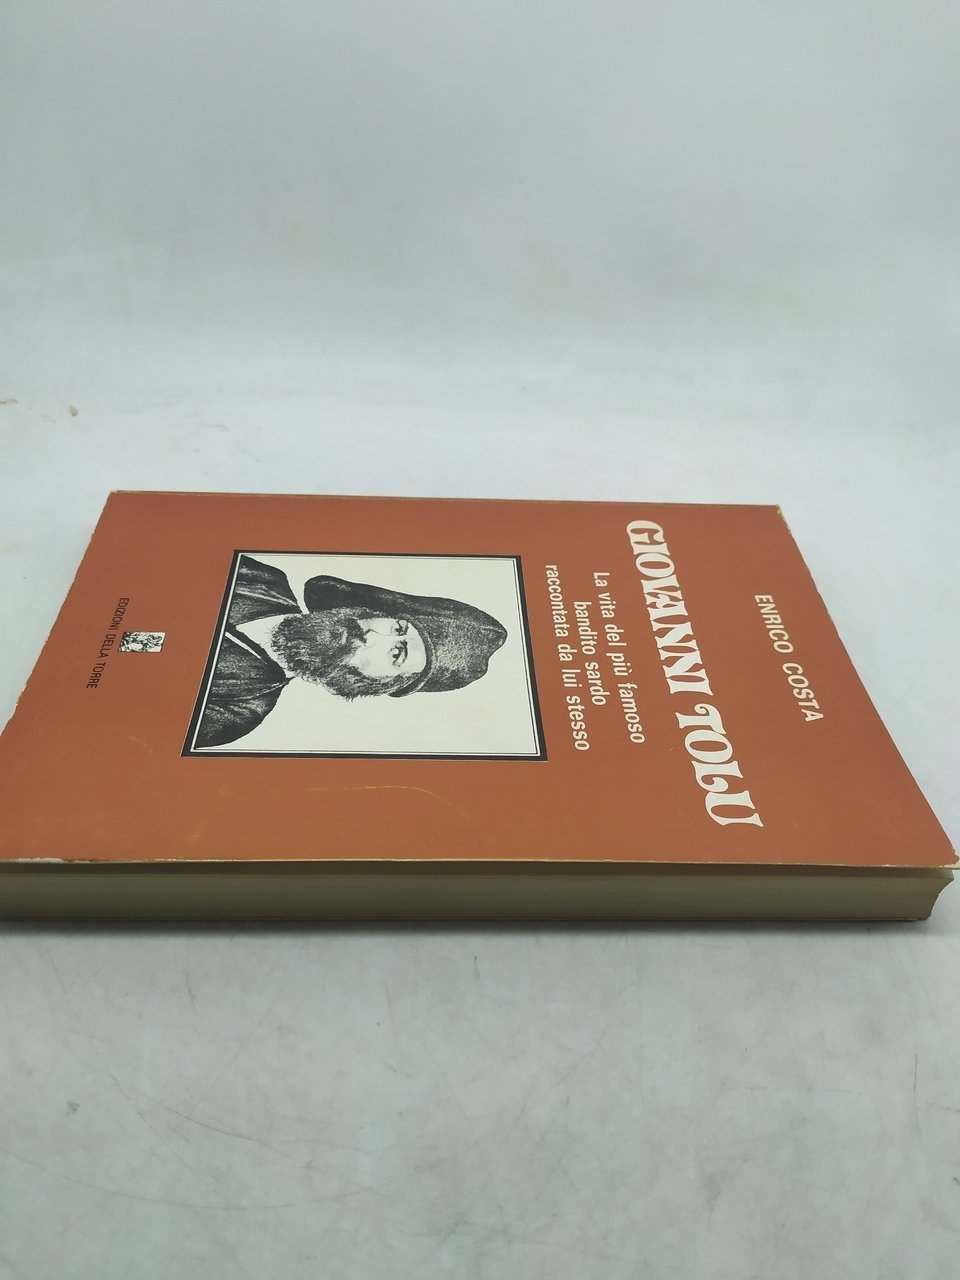 ENRICO COSTA
GIOVANNI TOLU
La vita del più famoso
bandito sardo
raccontata da lui stesso
EDIZIONI DELLA TORRE